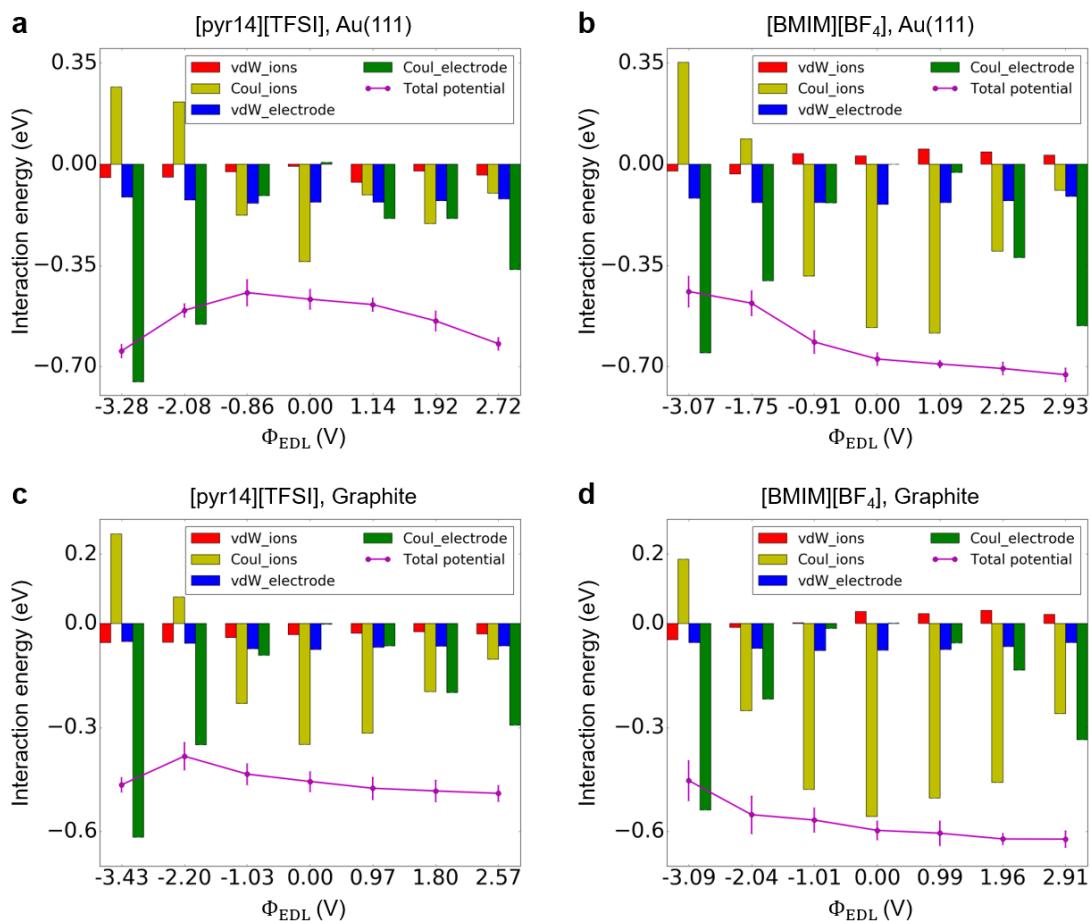 a
[pyr14][TFSI], Au(111)
vdW_ions
Coul_ions
vdW_electrode
Coul_electrode
Total potential
0.35
0.00
−0.35
−0.70
Interaction energy (eV)
-3.28 -2.08 -0.86 0.00 1.14 1.92 2.72
Φ_EDL (V)
b
[BMIM][BF₄], Au(111)
vdW_ions
Coul_ions
vdW_electrode
Coul_electrode
Total potential
0.35
0.00
−0.35
−0.70
Interaction energy (eV)
-3.07 -1.75 -0.91 0.00 1.09 2.25 2.93
Φ_EDL (V)
c
[pyr14][TFSI], Graphite
vdW_ions
Coul_ions
vdW_electrode
Coul_electrode
Total potential
0.2
0.0
−0.3
−0.6
Interaction energy (eV)
-3.43 -2.20 -1.03 0.00 0.97 1.80 2.57
Φ_EDL (V)
d
[BMIM][BF₄], Graphite
vdW_ions
Coul_ions
vdW_electrode
Coul_electrode
Total potential
0.2
0.0
−0.3
−0.6
Interaction energy (eV)
-3.09 -2.04 -1.01 0.00 0.99 1.96 2.91
Φ_EDL (V)